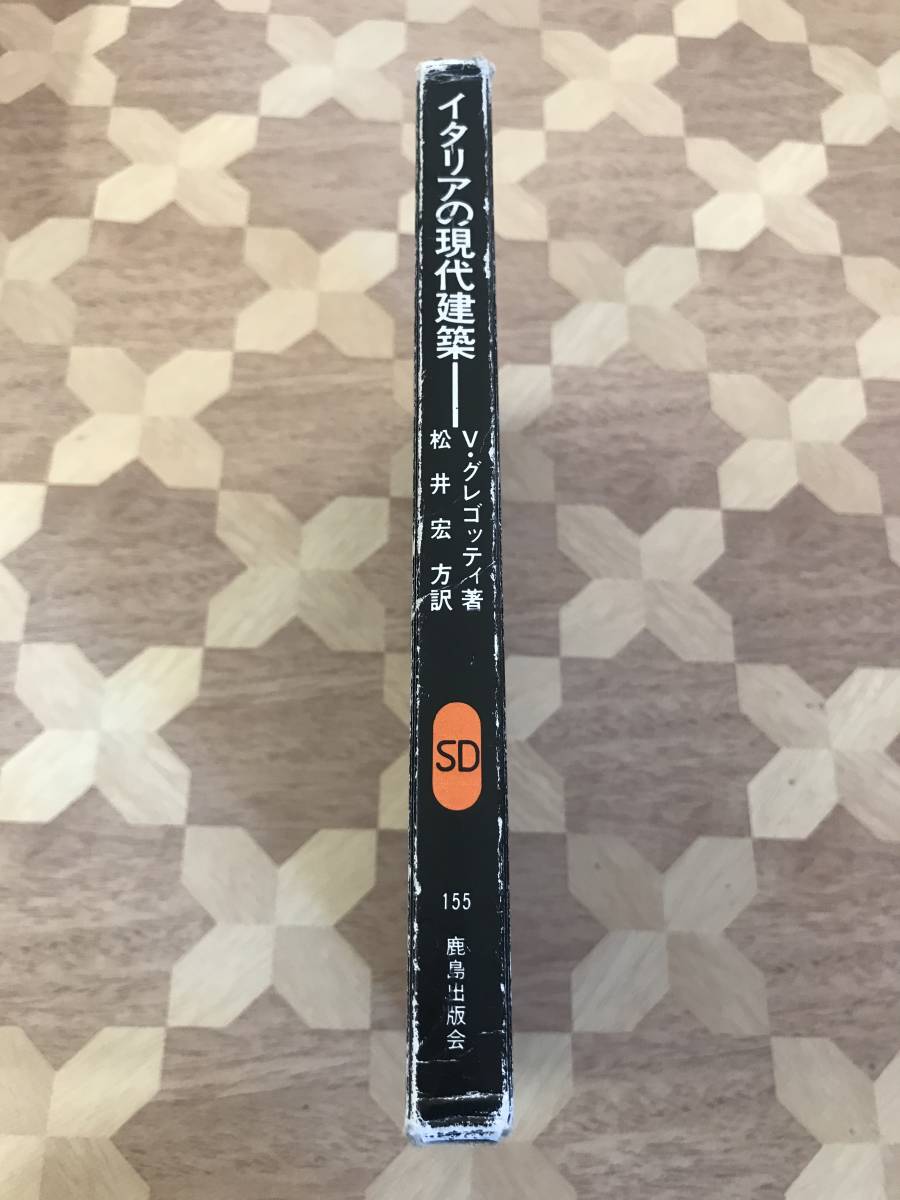 イタリアの現代建築――
V・グレゴッティ著
松井宏方訳
SD
155
鹿島出版会